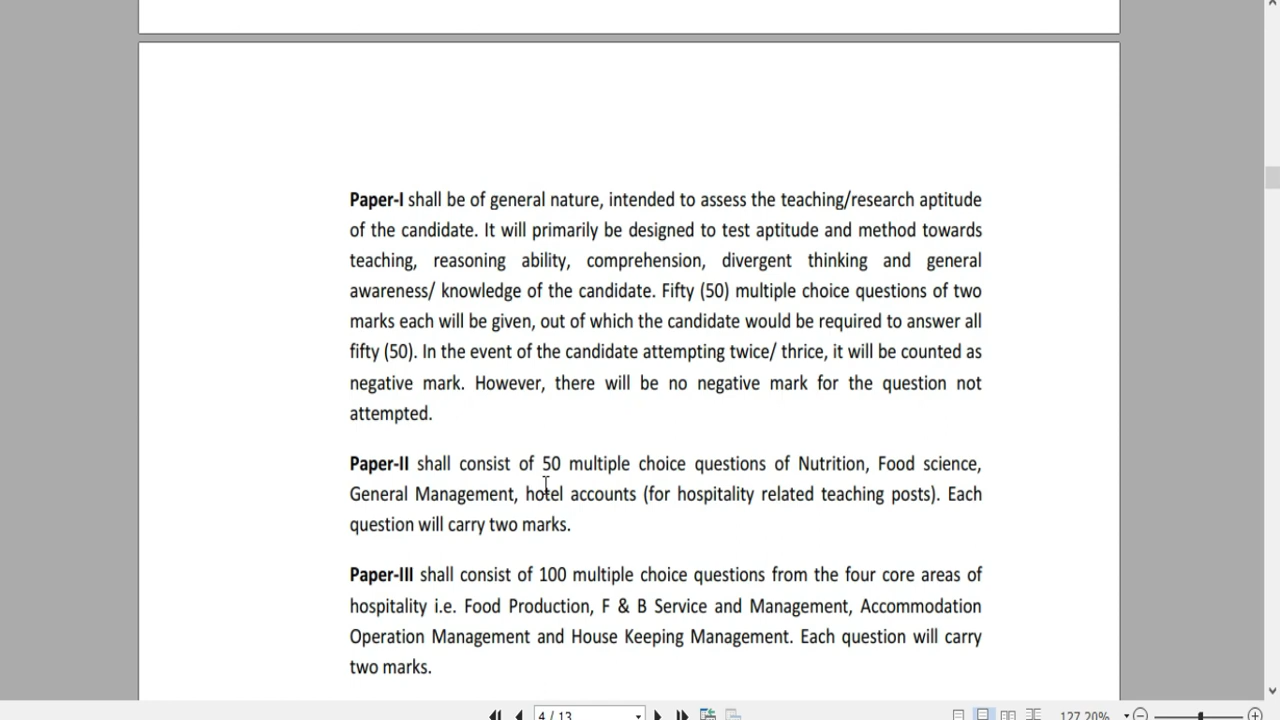 Paper-I shall be of general nature, intended to assess the teaching/research aptitude
of the candidate. It will primarily be designed to test aptitude and method towards
teaching, reasoning ability, comprehension, divergent thinking and general
awareness/ knowledge of the candidate. Fifty (50) multiple choice questions of two
marks each will be given, out of which the candidate would be required to answer all
fifty (50). In the event of the candidate attempting twice/ thrice, it will be counted as
negative mark. However, there will be no negative mark for the question not
attempted.
Paper-II shall consist of 50 multiple choice questions of Nutrition, Food science,
General Management, hotel accounts (for hospitality related teaching posts). Each
question will carry two marks.
Paper-III shall consist of 100 multiple choice questions from the four core areas of
hospitality i.e. Food Production, F & B Service and Management, Accommodation
Operation Management and House Keeping Management. Each question will carry
two marks.
4 / 13 127.20%